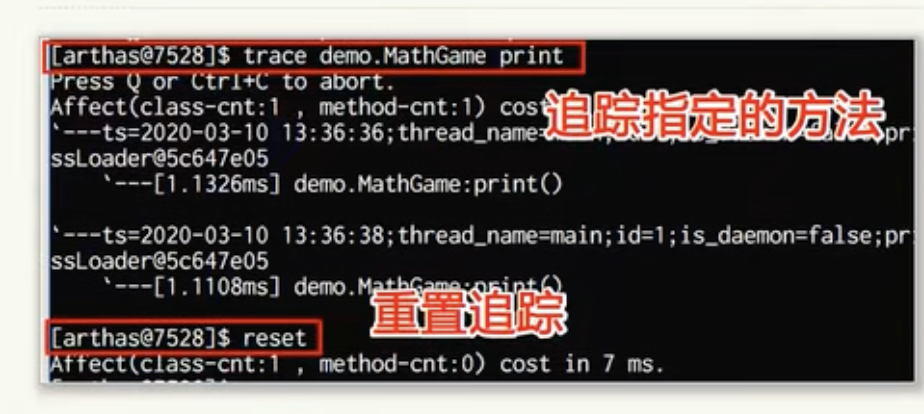 [arthas@7528]$ trace demo.MathGame print
Press Q or Ctrl+C to abort.
Affect(class-cnt:1 , method-cnt:1) cost
追踪指定的方法
`---ts=2020-03-10 13:36:36;thread_name=
ssLoader@5c647e05
`---[1.1326ms] demo.MathGame:print()
`---ts=2020-03-10 13:36:38;thread_name=main;id=1;is_daemon=false;pr
ssLoader@5c647e05
`---[1.1108ms] demo.MathGame:print()
重置追踪
[arthas@7528]$ reset
Affect(class-cnt:1 , method-cnt:0) cost in 7 ms.